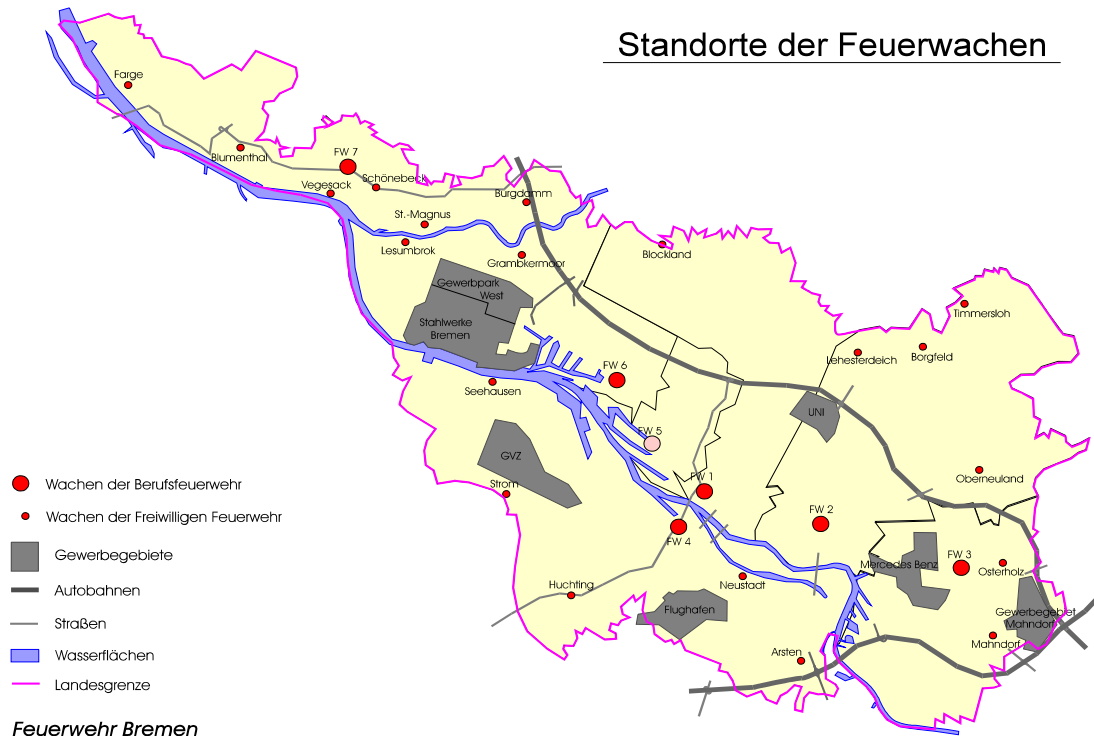 Standorte der Feuerwachen
Farge
Blumenthal
FW 7
Schönebeck
Vegesack
Burgdamm
St.-Magnus
Lesumbrok
Grambkermoor
Blockland
Gewerbpark
West
Stahlwerke
Bremen
Timmersloh
Lehesterdeich
Borgfeld
FW 6
Seehausen
UNI
FW 5
GVZ
Strom
FW 1
Oberneuland
FW 2
FW 4
FW 3
Mercedes Benz
Osterholz
Neustadt
Huchting
Flughafen
Gewerbegebiet
Mahndorf
Mahndorf
Arsten
Wachen der Berufsfeuerwehr
Wachen der Freiwilligen Feuerwehr
Gewerbegebiete
Autobahnen
Straßen
Wasserflächen
Landesgrenze
Feuerwehr Bremen